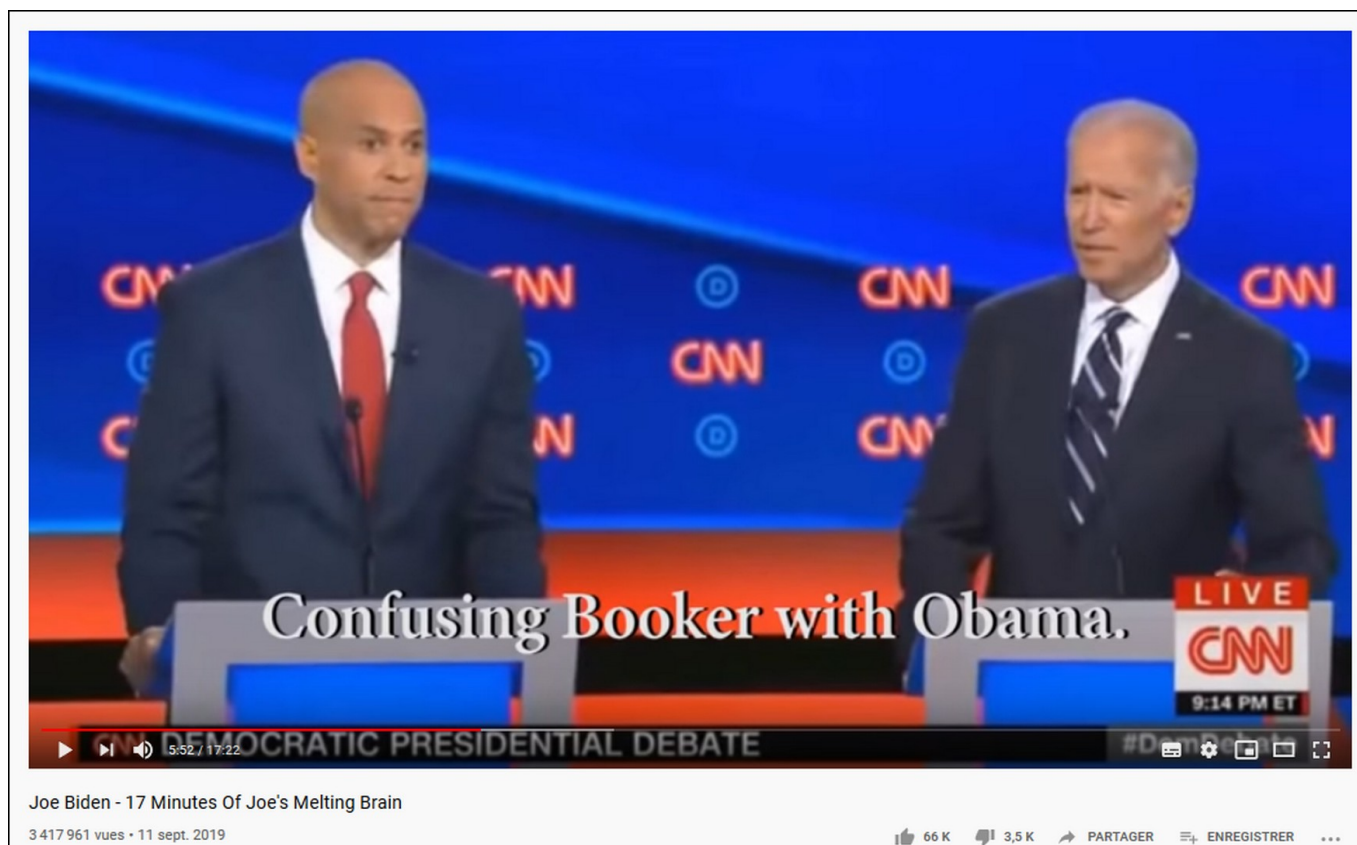 CNN CNN CNN CNN
D
D CNN D D
C NN D CNN N
Confusing Booker with Obama.
LIVE
CNN
9:14 PM ET
CNN DEMOCRATIC PRESIDENTIAL DEBATE
#DemDebate
5:52 / 17:22
Joe Biden - 17 Minutes Of Joe's Melting Brain
3 417 961 vues • 11 sept. 2019
66 K
3,5 K
PARTAGER
ENREGISTRER